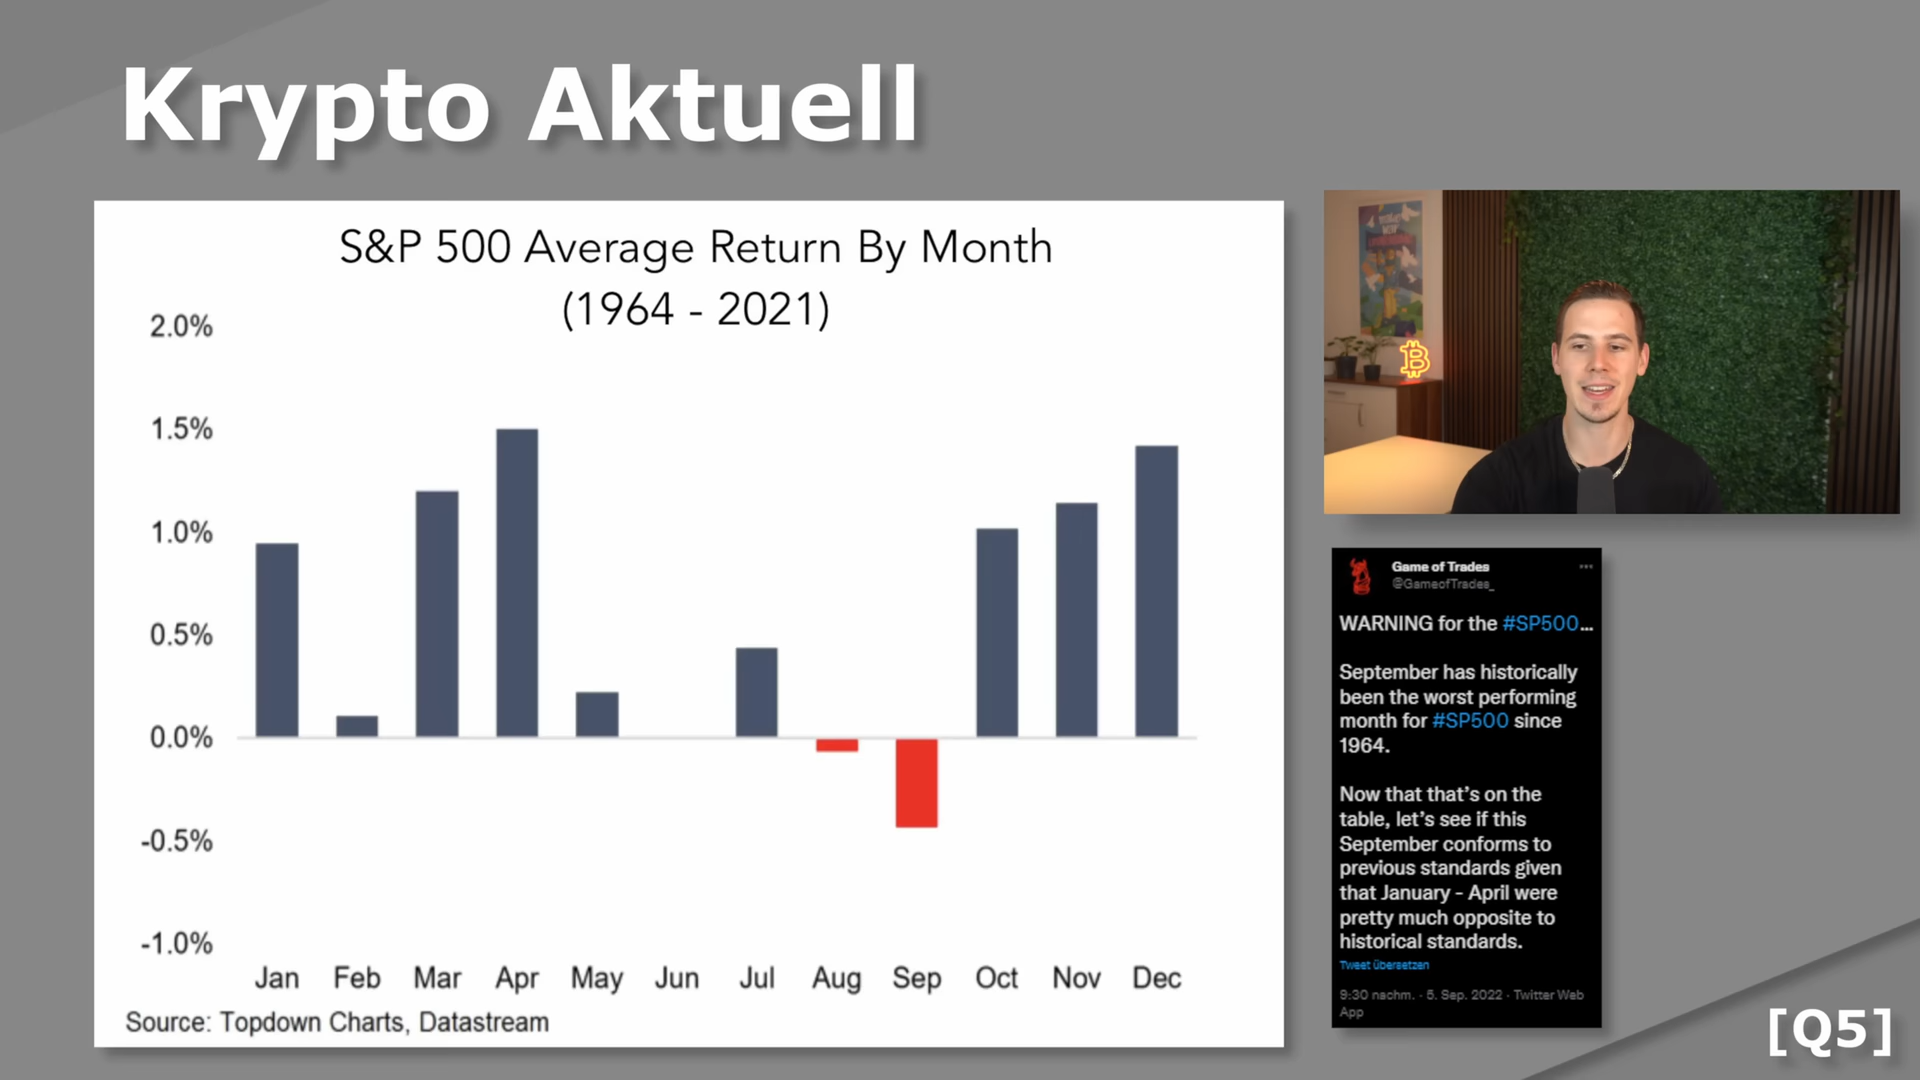 Krypto Aktuell
S&P 500 Average Return By Month
(1964 - 2021)
2.0%
1.5%
1.0%
0.5%
0.0%
-0.5%
-1.0%
Jan Feb Mar Apr May Jun Jul Aug Sep Oct Nov Dec
Source: Topdown Charts, Datastream
Game of Trades
@GameofTrades_
WARNING for the #SP500...
September has historically
been the worst performing
month for #SP500 since
1964.
Now that that's on the
table, let's see if this
September conforms to
previous standards given
that January - April were
pretty much opposite to
historical standards.
Tweet übersetzen
9:30 nachm. · 5. Sep. 2022 · Twitter Web
App
[Q5]